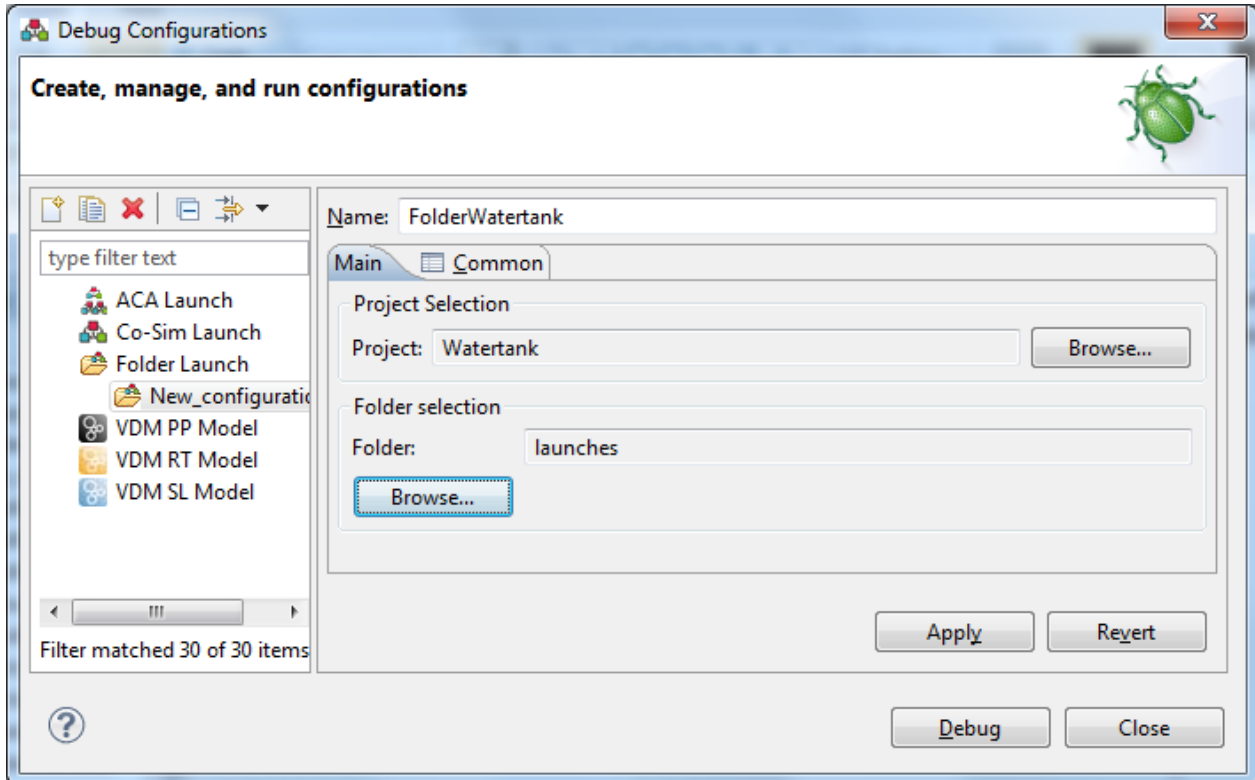 Debug Configurations
Create, manage, and run configurations
type filter text
ACA Launch
Co-Sim Launch
Folder Launch
New_configuratio
VDM PP Model
VDM RT Model
VDM SL Model
Filter matched 30 of 30 items
Name: FolderWatertank
Main Common
Project Selection
Project: Watertank Browse...
Folder selection
Folder: launches
Browse...
Apply Revert
Debug Close